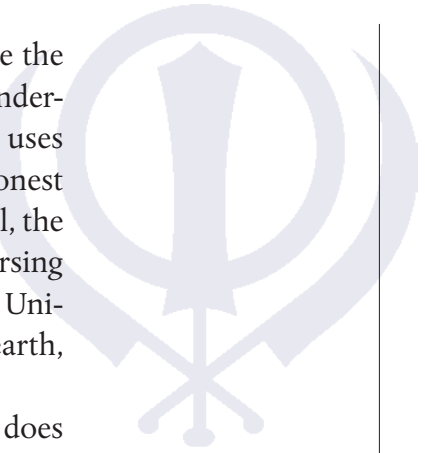 e the
nder-
uses
onest
l, the
rsing
Uni-
earth,
does